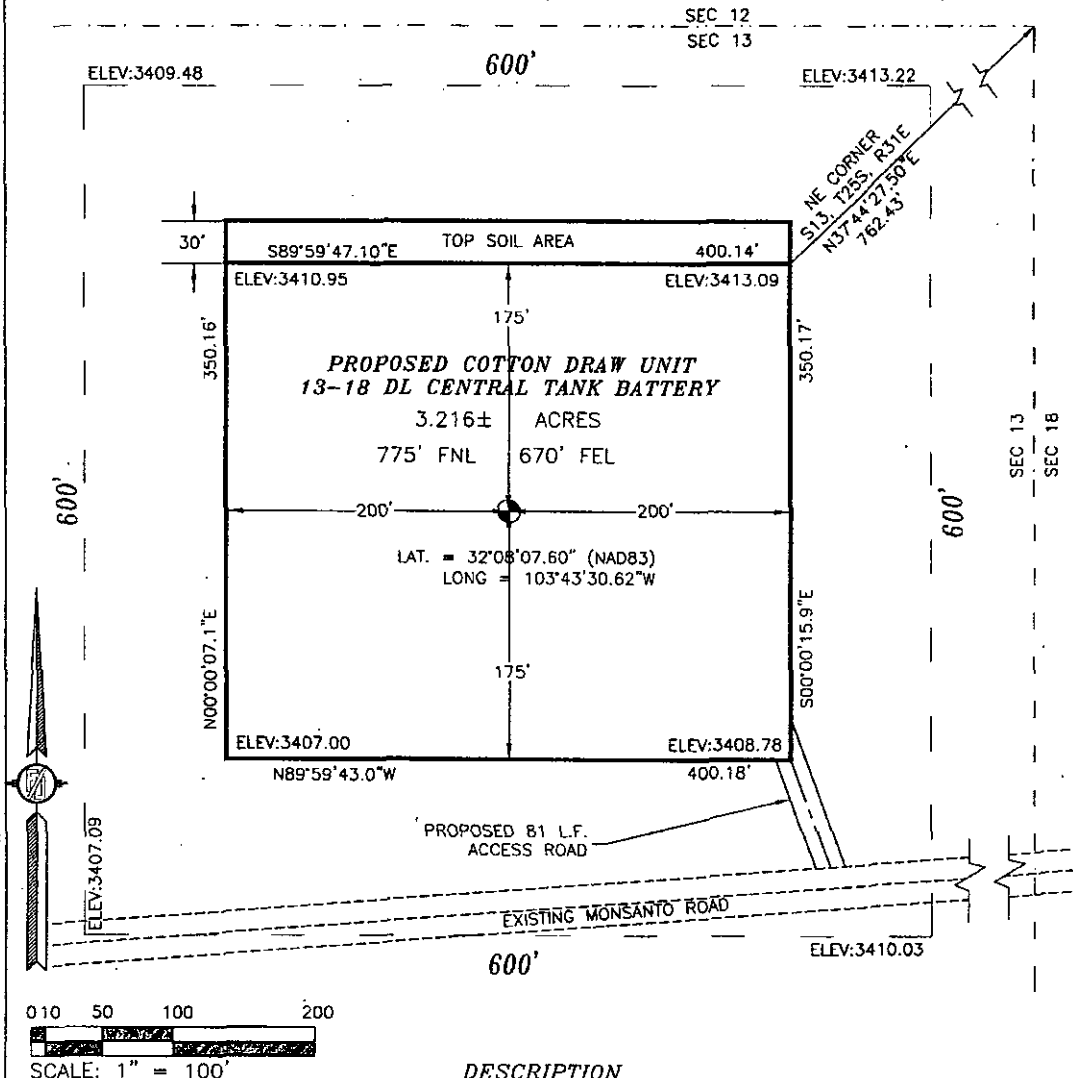 SEC 12
SEC 13
600'
ELEV:3409.48
ELEV:3413.22
NE CORNER
S13, T25S, R31E
N37°44'27.50"E
762.43'
30'
TOP SOIL AREA
S89°59'47.10"E
400.14'
ELEV:3410.95
ELEV:3413.09
175'
350.16'
350.17'
PROPOSED COTTON DRAW UNIT
13-18 DL CENTRAL TANK BATTERY
3.216± ACRES
775' FNL 670' FEL
SEC 13
SEC 18
600'
600'
200'
200'
LAT. = 32°08'07.60" (NAD83)
LONG = 103°43'30.62"W
N00°00'07.1"E
S00°00'15.9"E
175'
ELEV:3407.00
ELEV:3408.78
N89°59'43.0"W
400.18'
PROPOSED 81 L.F.
ACCESS ROAD
ELEV:3407.09
EXISTING MONSANTO ROAD
600'
ELEV:3410.03
0 10 50 100 200
SCALE: 1" = 100'
DESCRIPTION